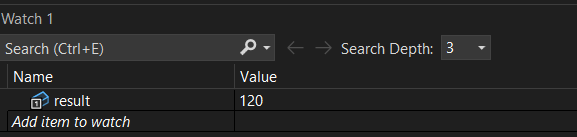 Watch 1
Search (Ctrl+E) Search Depth: 3
Name Value
result 120
Add item to watch